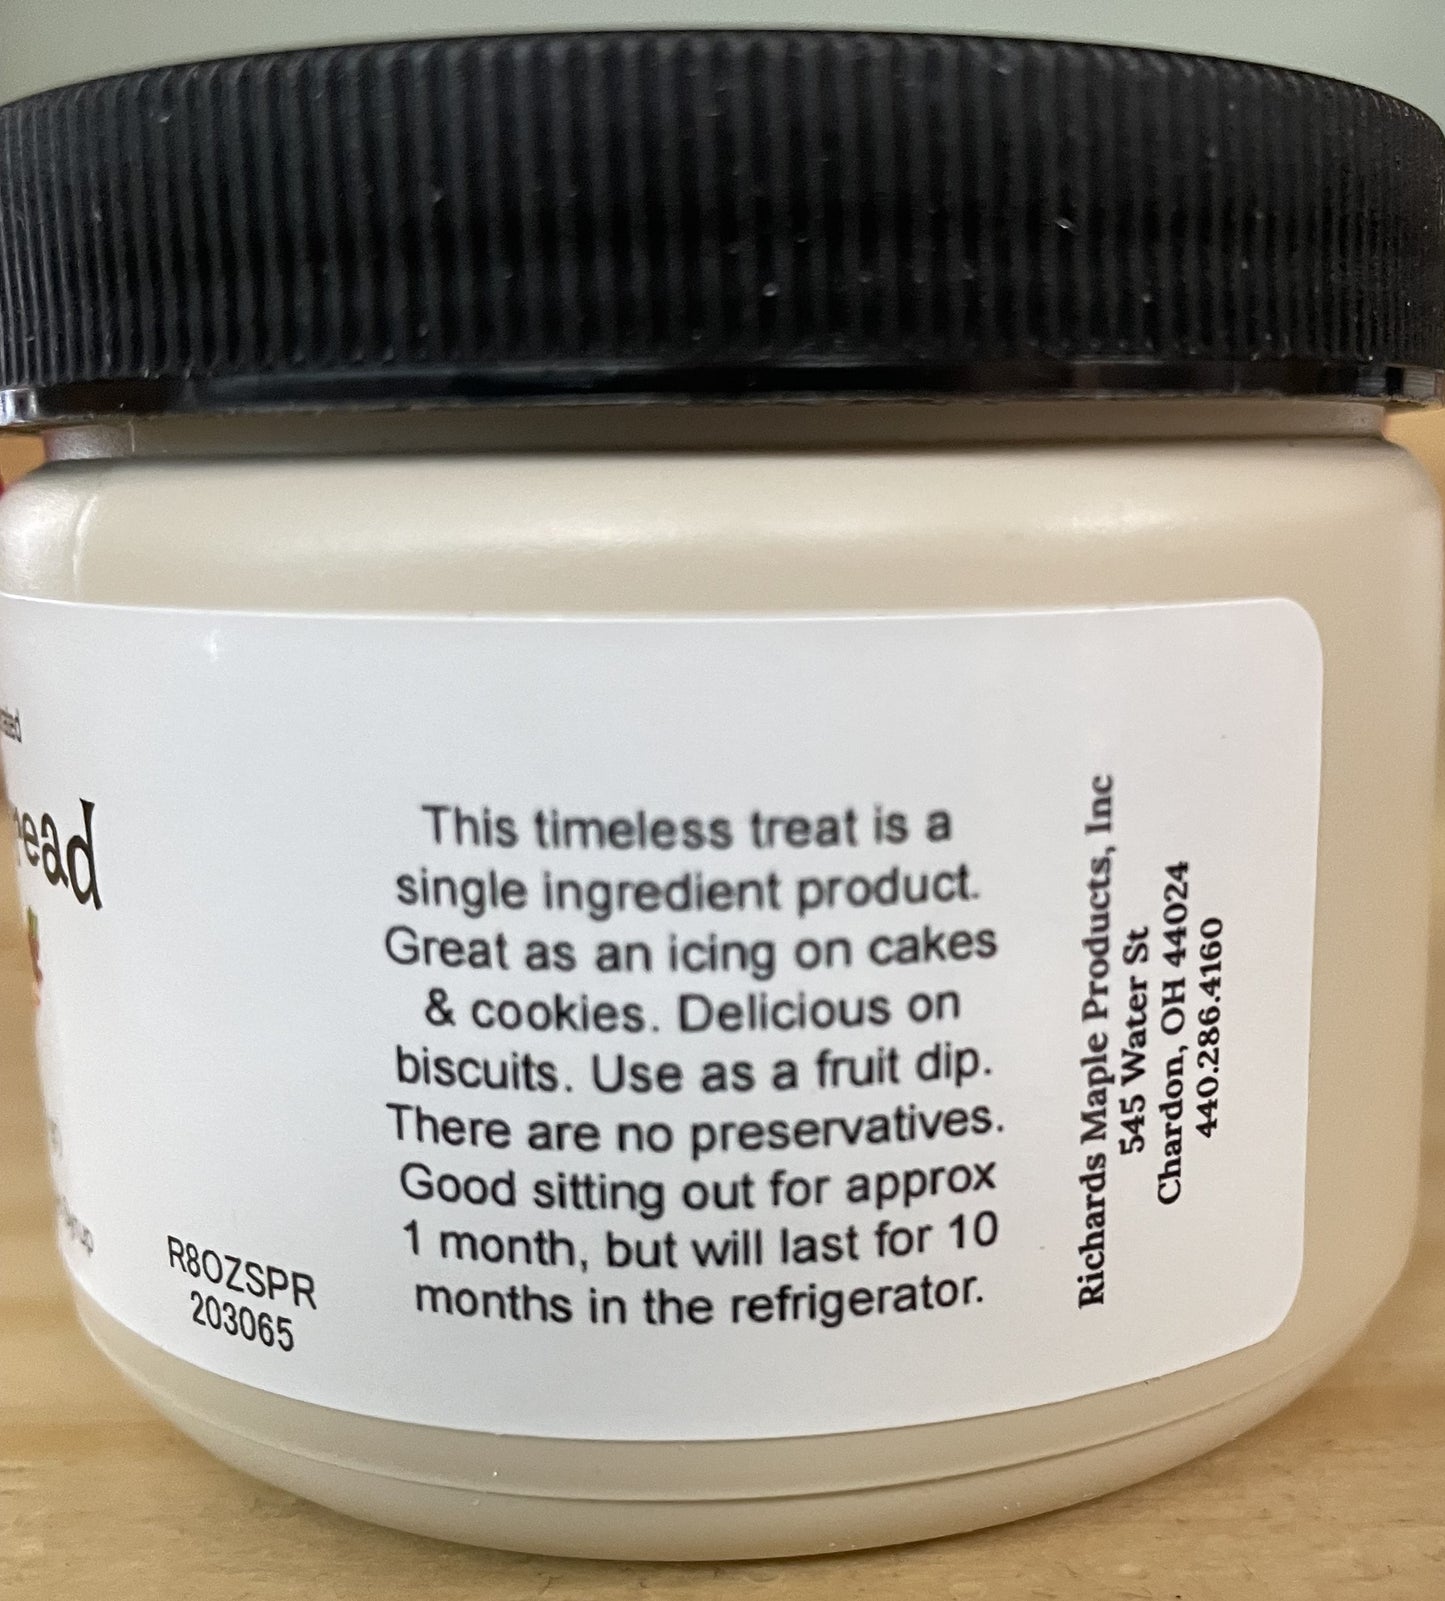 This timeless treat is a
single ingredient product.
Great as an icing on cakes
& cookies. Delicious on
biscuits. Use as a fruit dip.
There are no preservatives.
Good sitting out for approx
1 month, but will last for 10
months in the refrigerator.
R8OZSPR
203065
Richards Maple Products, Inc
545 Water St
Chardon, OH 44024
440.286.4160